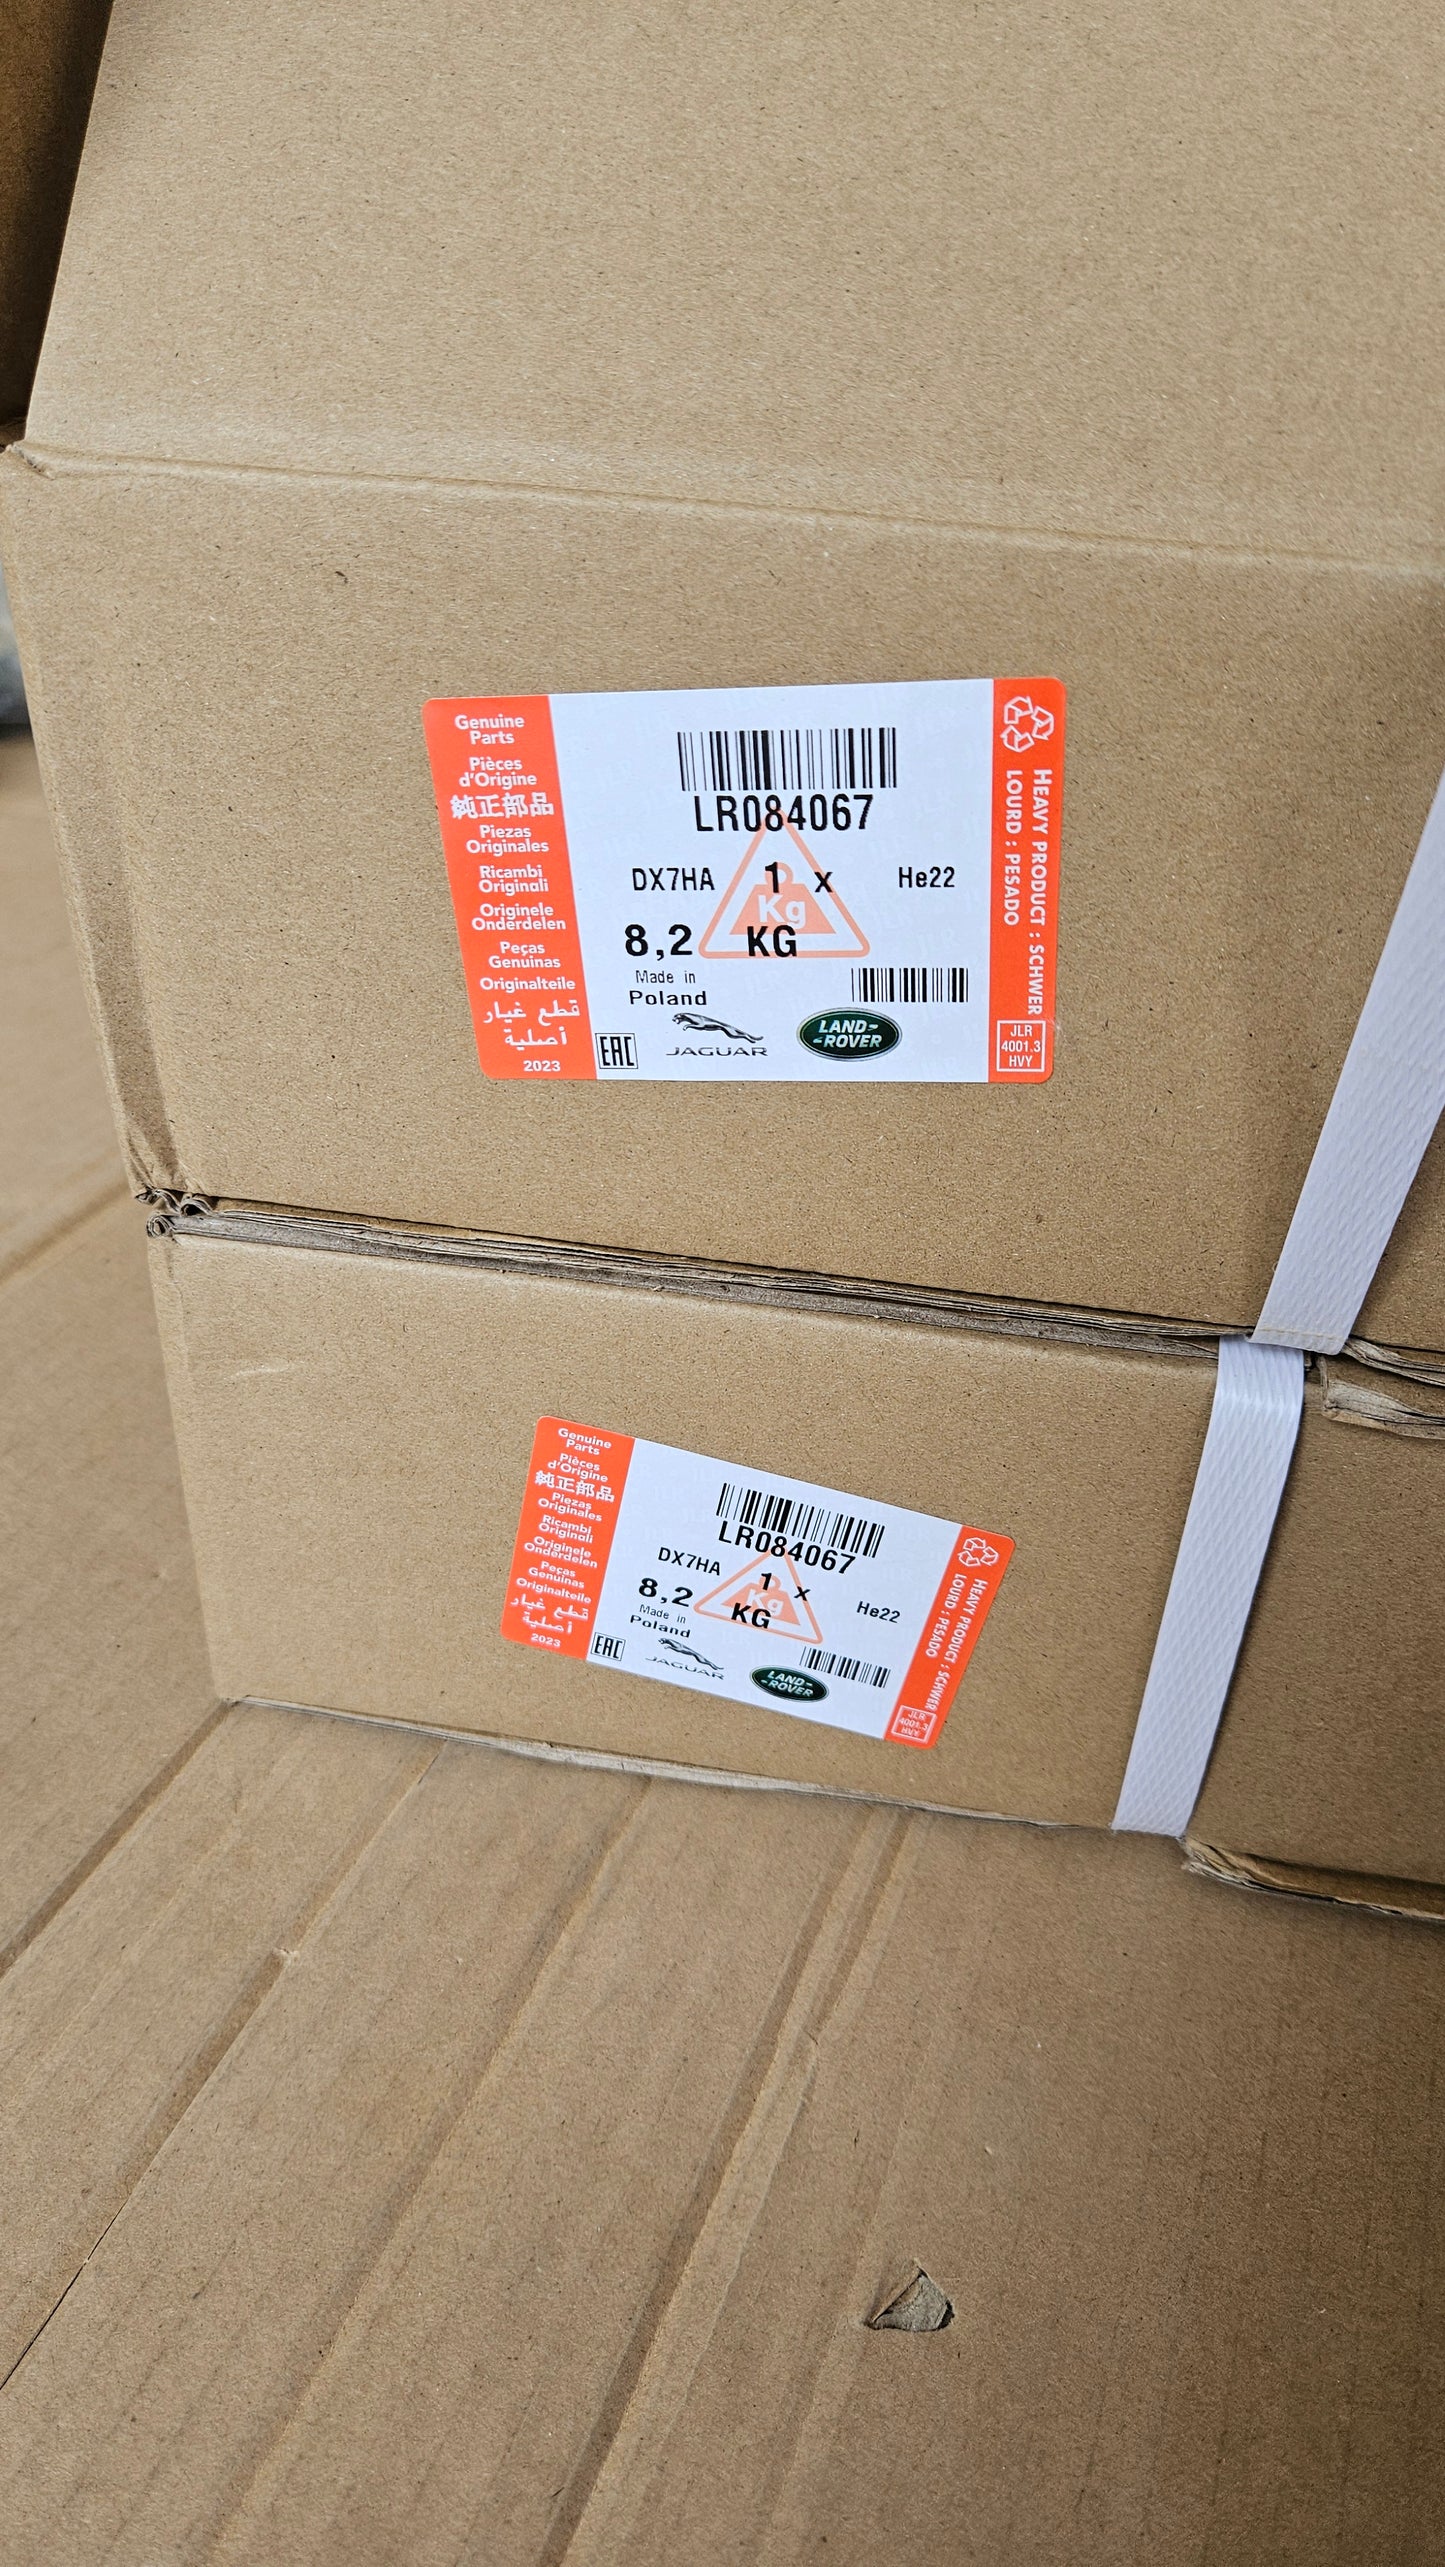 Genuine
Parts
Pièces
d'Origine
純正部品
Piezas
Originales
Ricambi
Originali
Originele
Onderdelen
Peças
Genuinas
Originalteile
قطع غيار
أصلية
2023
LR084067
DX7HA 1 x He22
Kg
8,2 KG
Made in
Poland
EAC
JAGUAR
LAND-
-ROVER
HEAVY PRODUCT : SCHWER
LOURD : PESADO
JLR
4001.3
HVY
Genuine
Parts
Pièces
d'Origine
純正部品
Piezas
Originales
Ricambi
Originali
Originele
Onderdelen
Peças
Genuinas
Originalteile
قطع غيار
أصلية
2023
LR084067
DX7HA 1 x He22
Kg
8,2 KG
Made in
Poland
EAC
JAGUAR
LAND-
-ROVER
HEAVY PRODUCT : SCHWER
LOURD : PESADO
JLR
4001.3
HVY